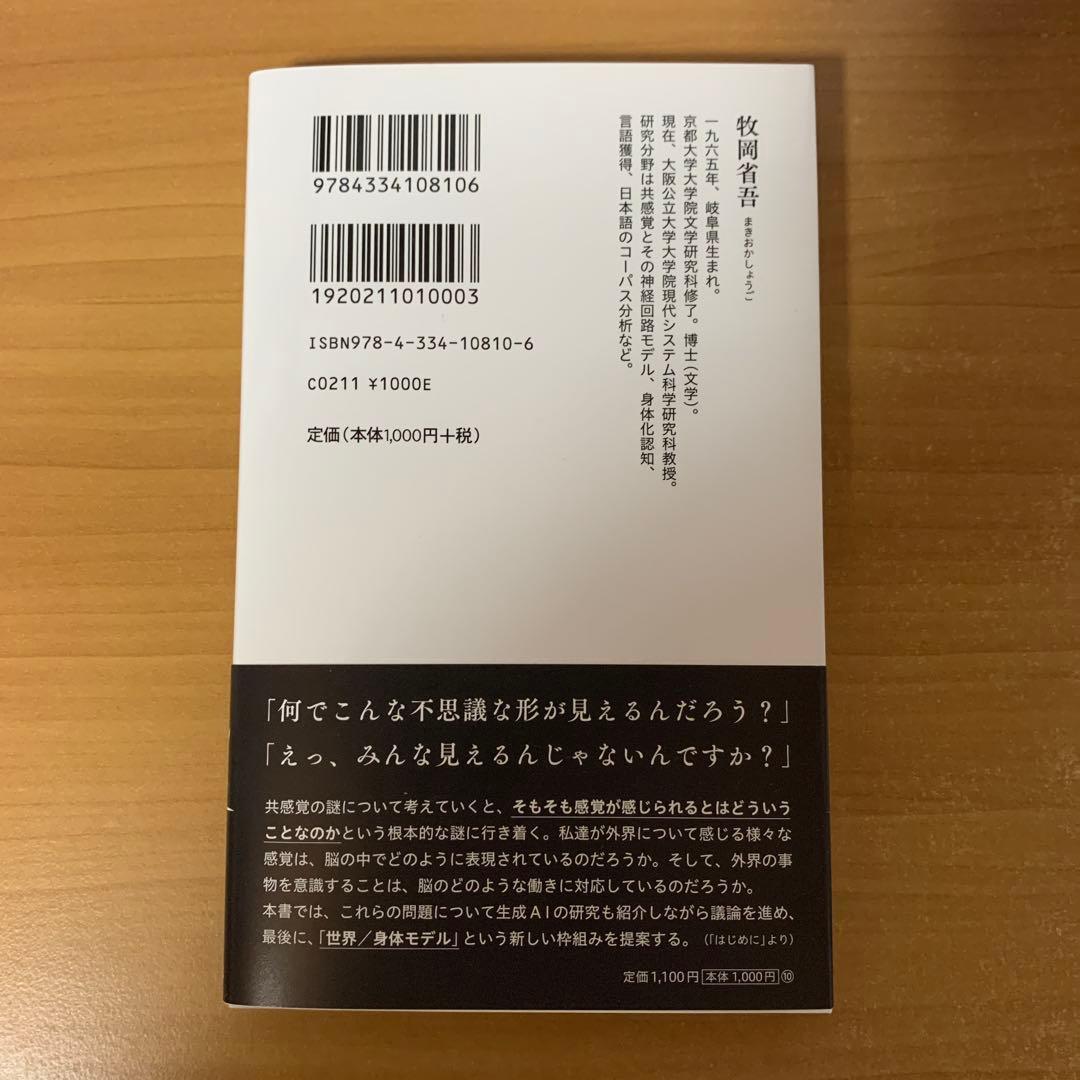 牧岡省吾 まきおかしょうご
一九六五年、岐阜県生まれ。
京都大学大学院文学研究科修了。博士(文学)。
現在、大阪公立大学大学院現代システム科学研究科教授。
研究分野は共感覚とその神経回路モデル、身体化認知、
言語獲得、日本語のコーパス分析など。
9784334108106
1920211010003
ISBN978-4-334-10810-6
C0211 ¥1000E
定価(本体1,000円+税)
「何でこんな不思議な形が見えるんだろう?」
「えっ、みんな見えるんじゃないんですか?」
共感覚の謎について考えていくと、そもそも感覚が感じられるとはどういう
ことなのかという根本的な謎に行き着く。私達が外界について感じる様々な
感覚は、脳の中でどのように表現されているのだろうか。そして、外界の事
物を意識することは、脳のどのような働きに対応しているのだろうか。
本書では、これらの問題について生成AIの研究も紹介しながら議論を進め、
最後に、「世界/身体モデル」という新しい枠組みを提案する。(「はじめに」より)
定価1,100円 本体1,000円 ⑩